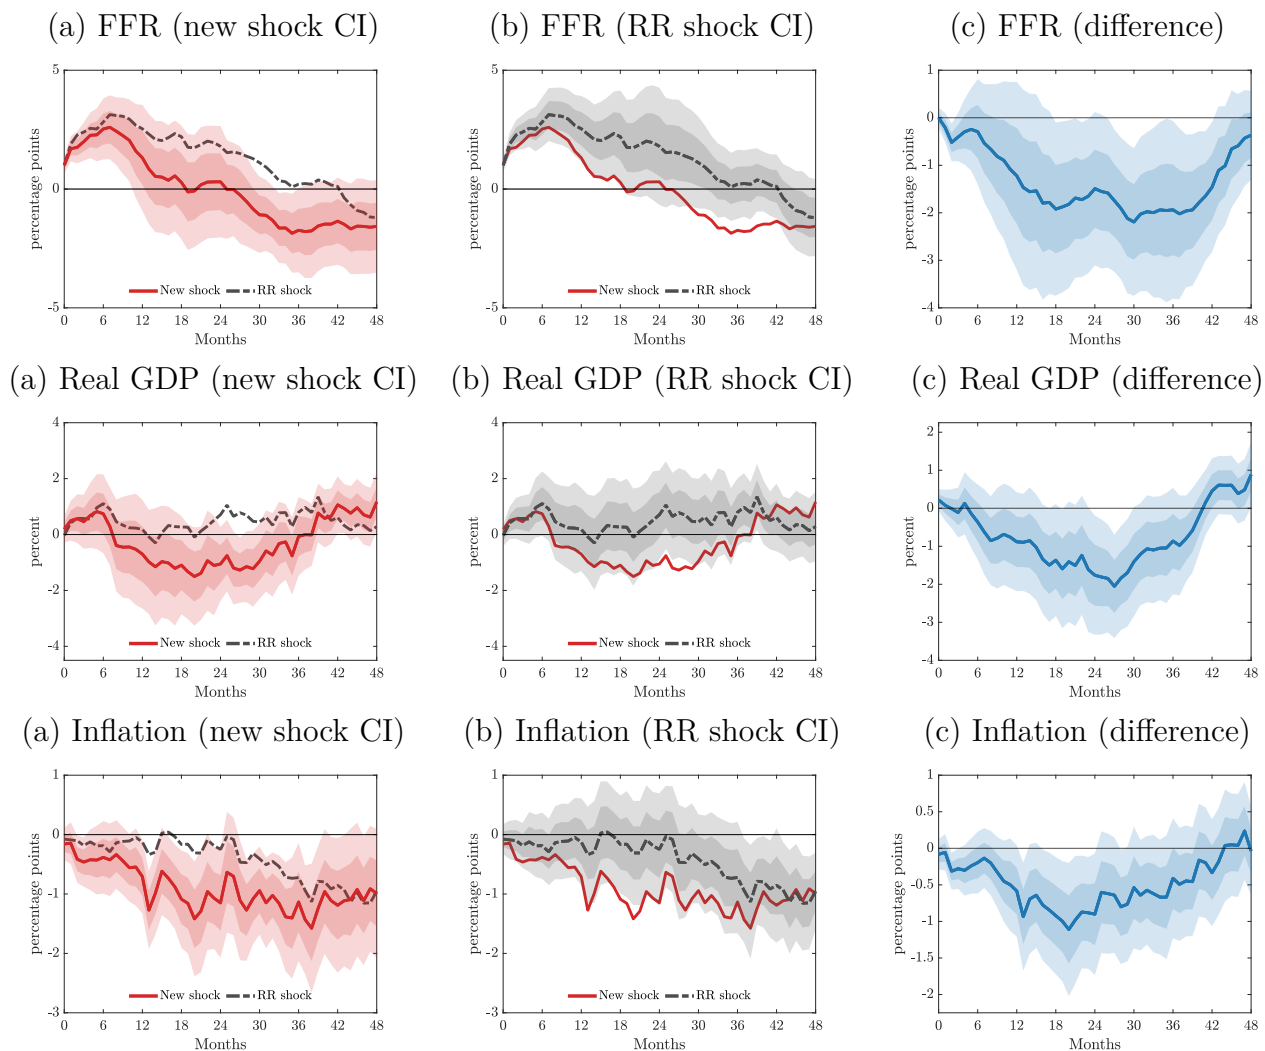 (a) FFR (new shock CI)
(b) FFR (RR shock CI)
(c) FFR (difference)
percentage points
5
0
-5
New shock
RR shock
0 6 12 18 24 30 36 42 48
Months
percentage points
5
0
-5
New shock
RR shock
0 6 12 18 24 30 36 42 48
Months
percentage points
1
0
-1
-2
-3
-4
0 6 12 18 24 30 36 42 48
Months
(a) Real GDP (new shock CI)
(b) Real GDP (RR shock CI)
(c) Real GDP (difference)
percent
4
2
0
-2
-4
New shock
RR shock
0 6 12 18 24 30 36 42 48
Months
percent
4
2
0
-2
-4
New shock
RR shock
0 6 12 18 24 30 36 42 48
Months
percent
2
1
0
-1
-2
-3
-4
0 6 12 18 24 30 36 42 48
Months
(a) Inflation (new shock CI)
(b) Inflation (RR shock CI)
(c) Inflation (difference)
percentage points
1
0
-1
-2
-3
New shock
RR shock
0 6 12 18 24 30 36 42 48
Months
percentage points
1
0
-1
-2
-3
New shock
RR shock
0 6 12 18 24 30 36 42 48
Months
percentage points
1
0.5
0
-0.5
-1
-1.5
-2
0 6 12 18 24 30 36 42 48
Months